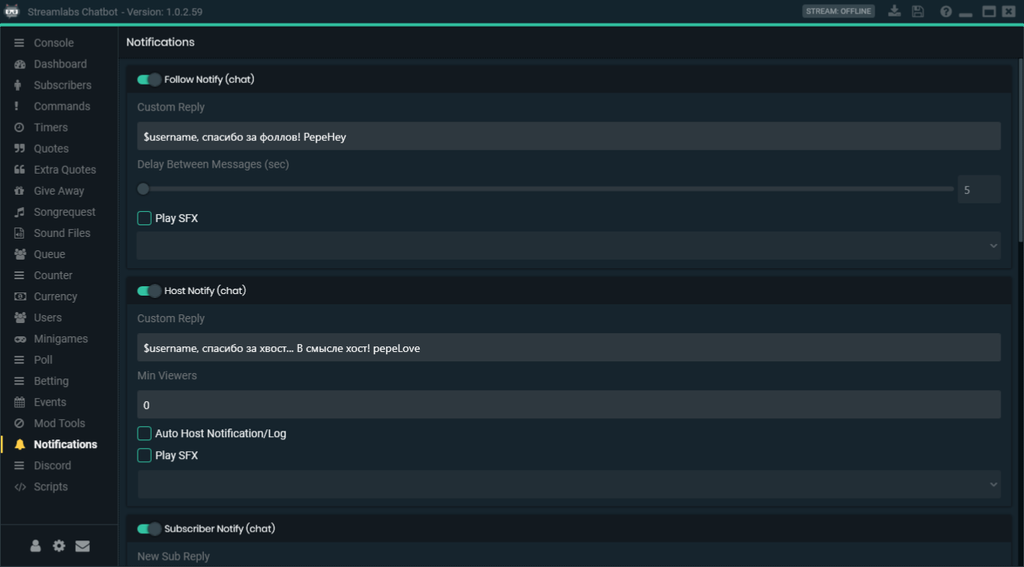 Streamlabs Chatbot - Version: 1.0.2.59
STREAM: OFFLINE
Console
Dashboard
Subscribers
Commands
Timers
Quotes
Extra Quotes
Give Away
Songrequest
Sound Files
Queue
Counter
Currency
Users
Minigames
Poll
Betting
Events
Mod Tools
Notifications
Discord
Scripts
Notifications
Follow Notify (chat)
Custom Reply
$username, спасибо за фоллов! PepeHey
Delay Between Messages (sec)
5
Play SFX
Host Notify (chat)
Custom Reply
$username, спасибо за хвост... В смысле хост! pepeLove
Min Viewers
0
Auto Host Notification/Log
Play SFX
Subscriber Notify (chat)
New Sub Reply